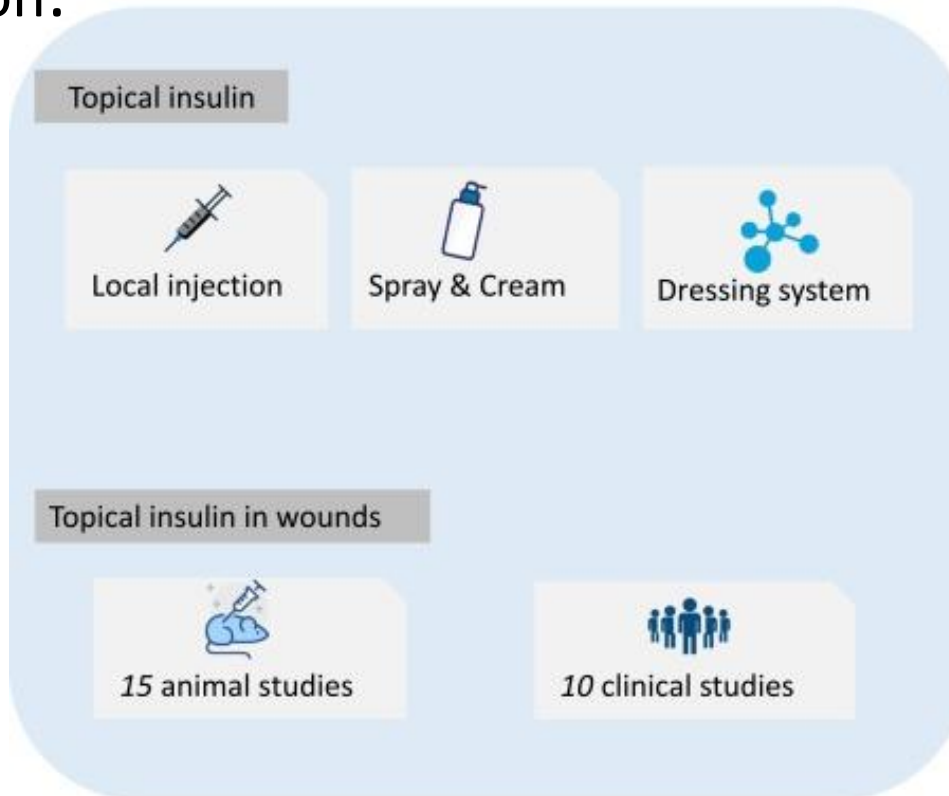 Topical insulin
Local injection
Spray & Cream
Dressing system
Topical insulin in wounds
15 animal studies
10 clinical studies